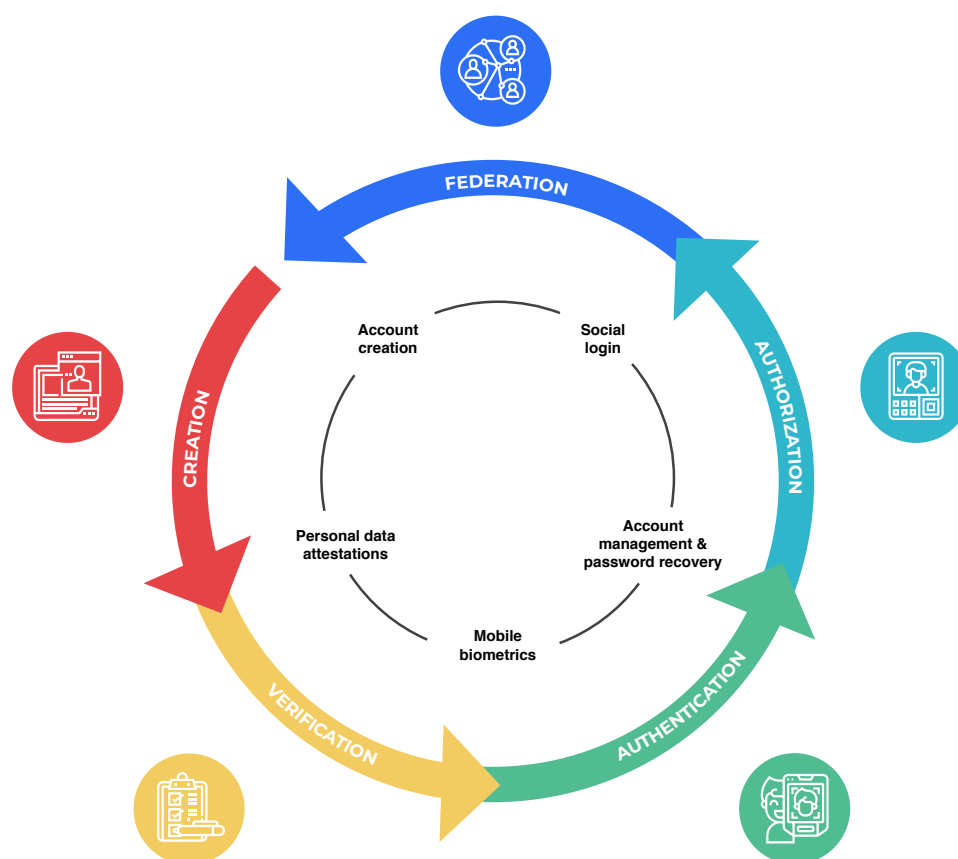 FEDERATION
AUTHORIZATION
CREATION
VERIFICATION
AUTHENTICATION
Account
creation
Social
login
Personal data
attestations
Account
management &
password recovery
Mobile
biometrics